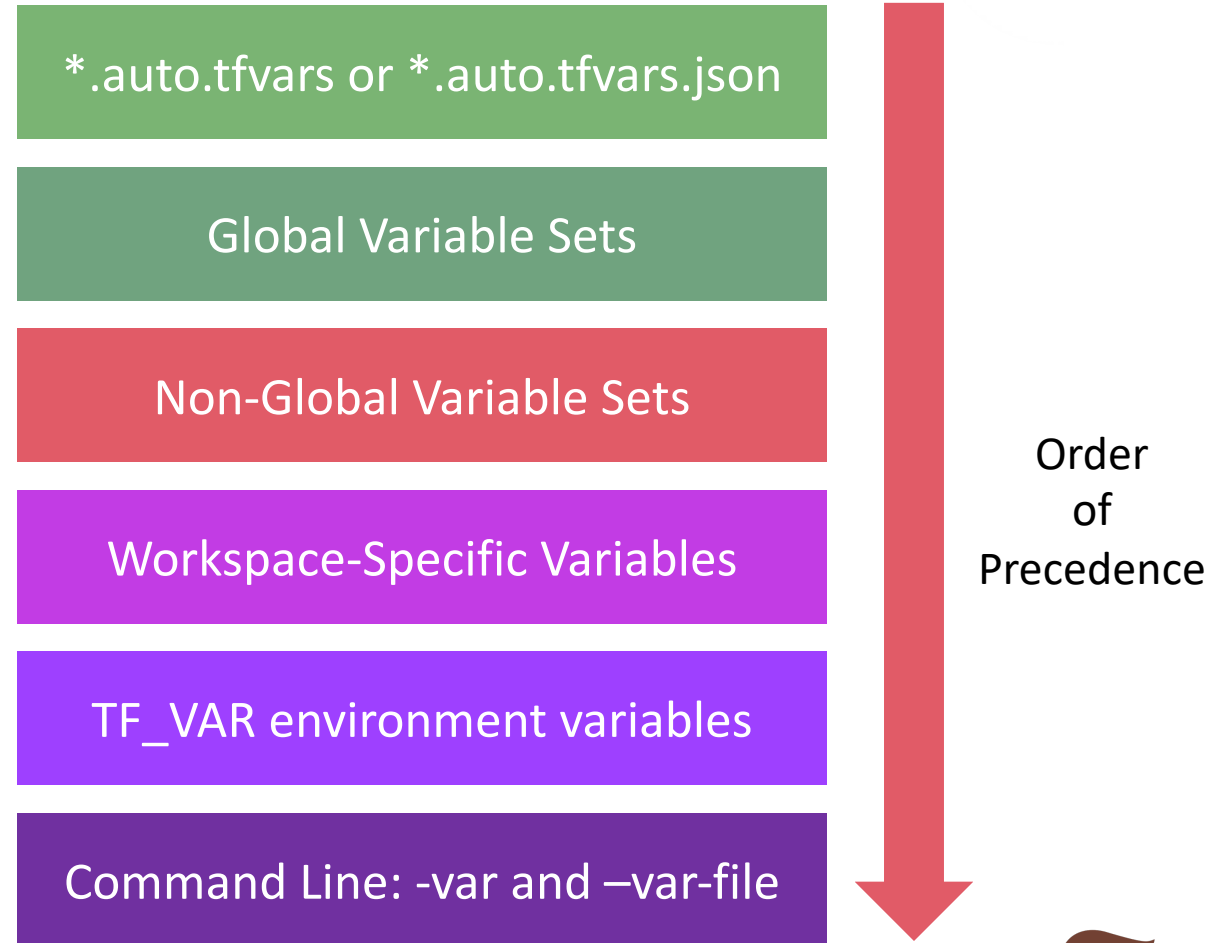 *.auto.tfvars or *.auto.tfvars.json
Global Variable Sets
Non-Global Variable Sets
Workspace-Specific Variables
TF_VAR environment variables
Command Line: -var and –var-file
Order
of
Precedence